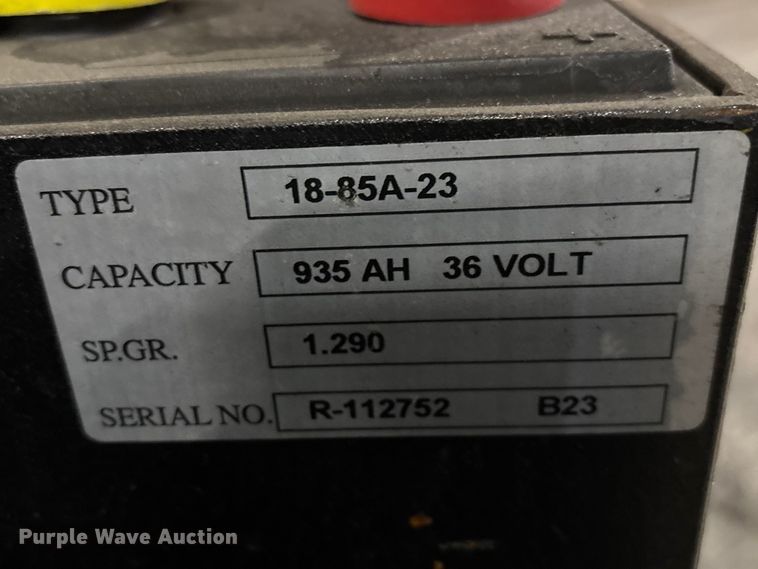 +
TYPE 18-85A-23
CAPACITY 935 AH 36 VOLT
SP.GR. 1.290
SERIAL NO. R-112752 B23
Purple Wave Auction